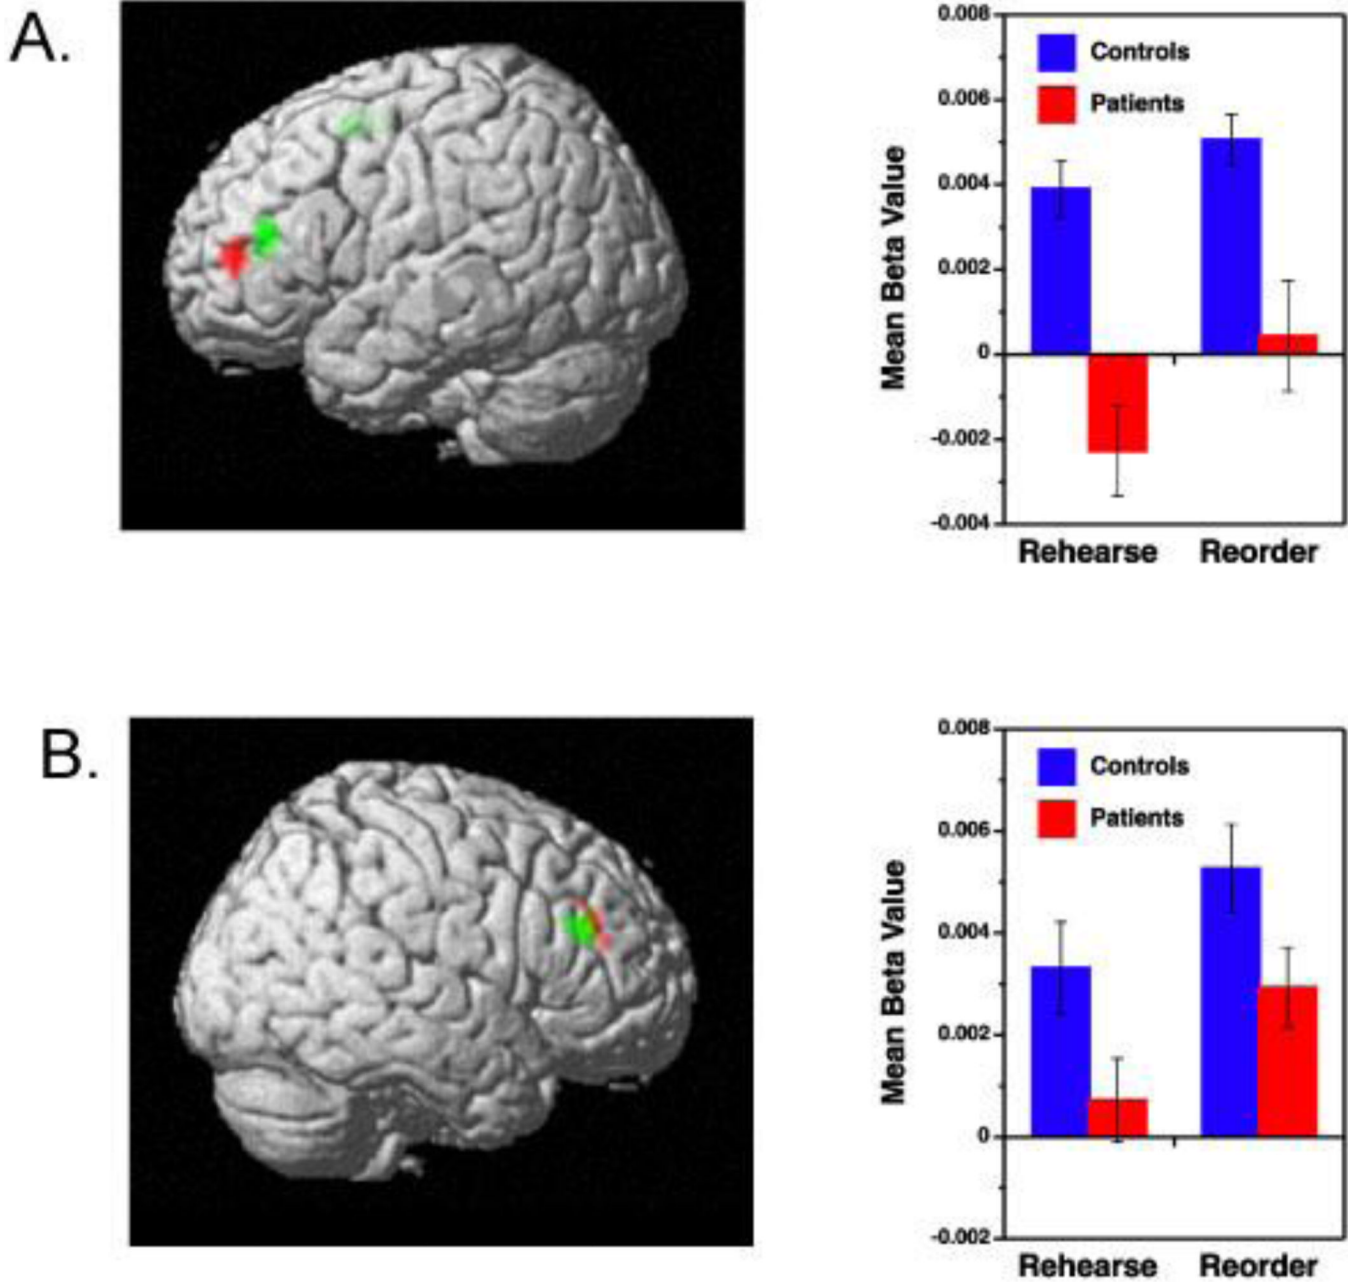 A.
0.008
0.006
0.004
0.002
0
-0.002
-0.004
Mean Beta Value
Controls
Patients
Rehearse Reorder
B.
0.008
0.006
0.004
0.002
0
-0.002
Mean Beta Value
Controls
Patients
Rehearse Reorder